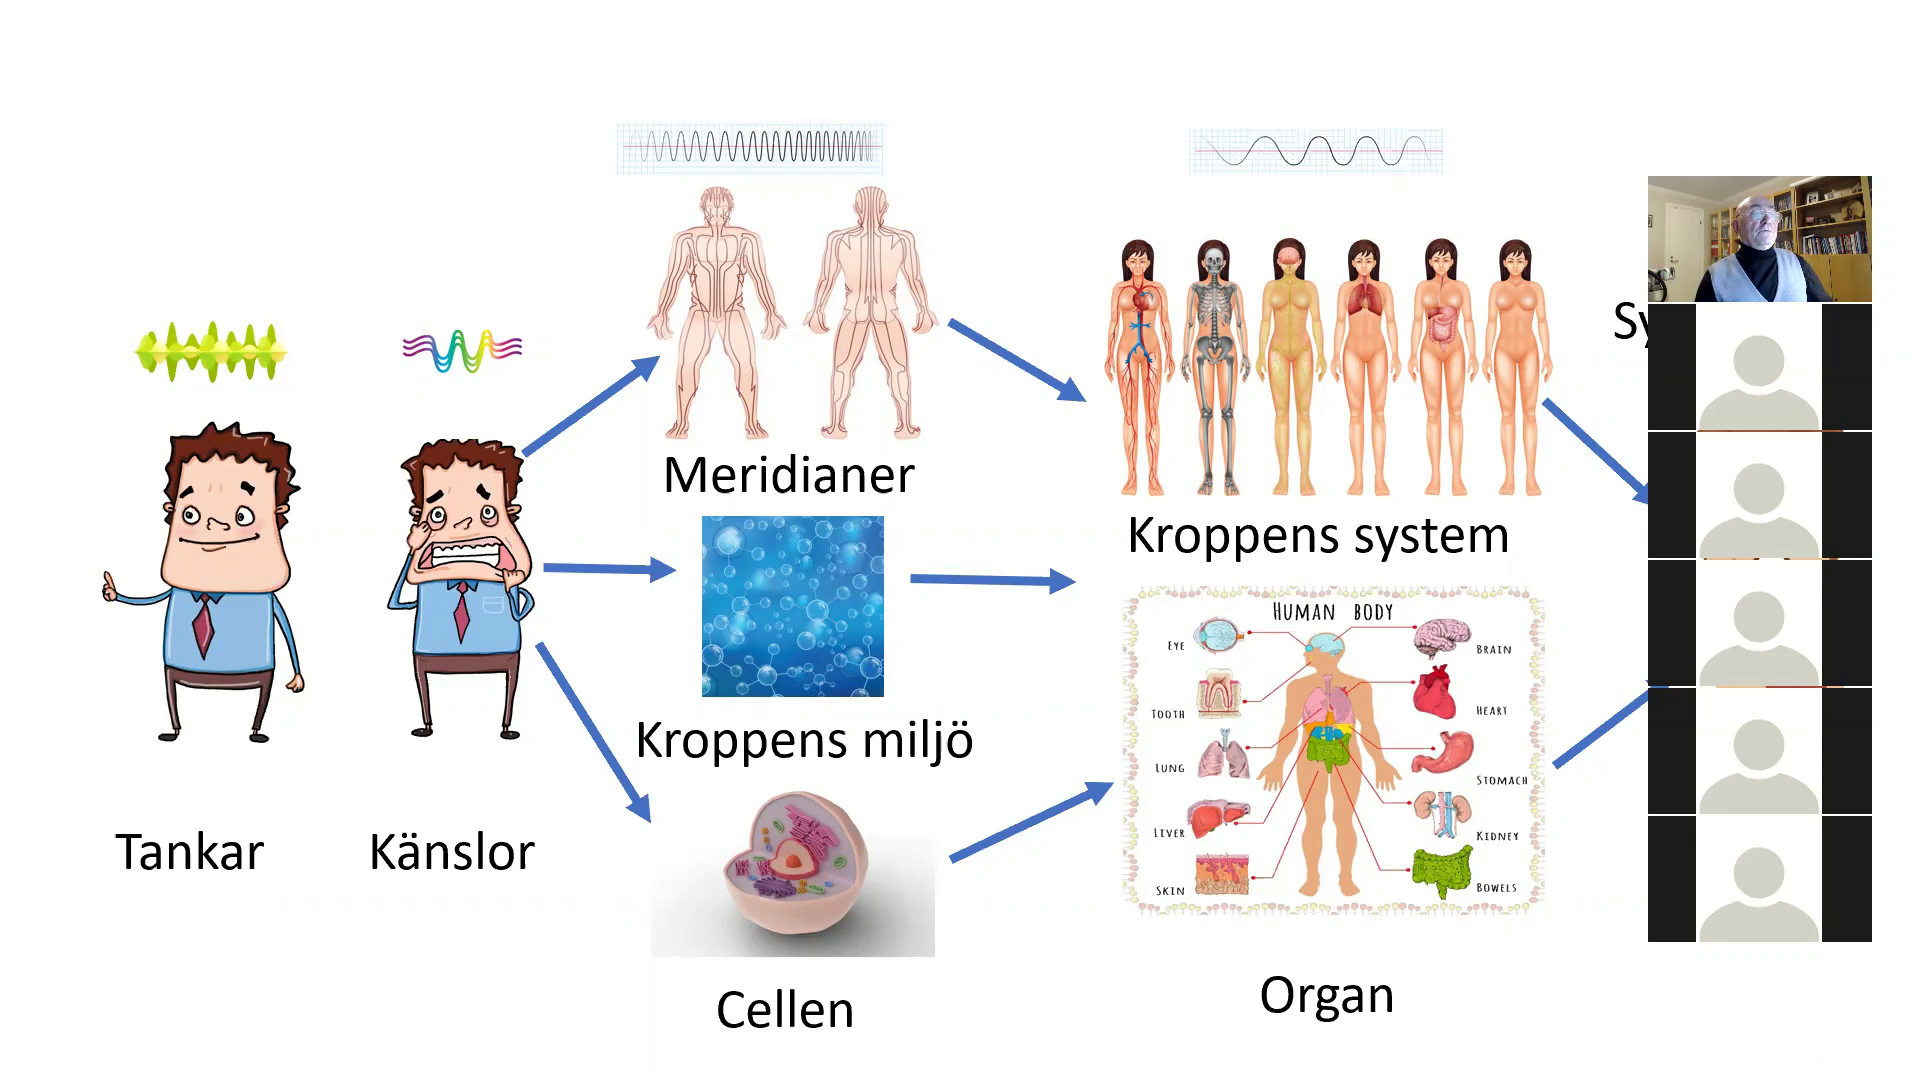 Tankar
Känslor
Meridianer
Kroppens miljö
Cellen
Kroppens system
HUMAN BODY
EYE
TOOTH
LUNG
LIVER
SKIN
BRAIN
HEART
STOMACH
KIDNEY
BOWELS
Organ